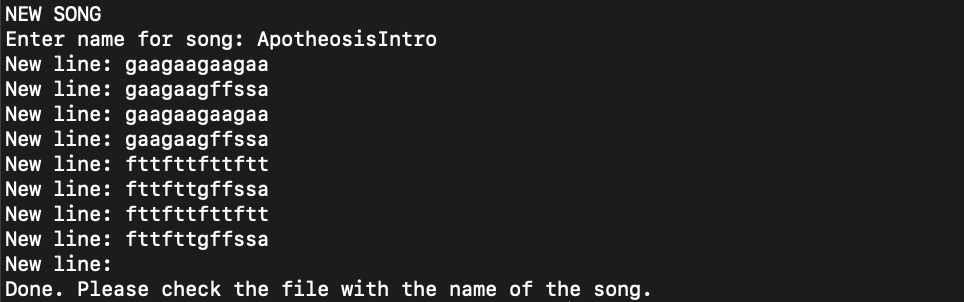 NEW SONG
Enter name for song: ApotheosisIntro
New line: gaagaagaagaa
New line: gaagaagffssa
New line: gaagaagaagaa
New line: gaagaagffssa
New line: fttfttfttftt
New line: fttfttgffssa
New line: fttfttfttftt
New line: fttfttgffssa
New line:
Done. Please check the file with the name of the song.